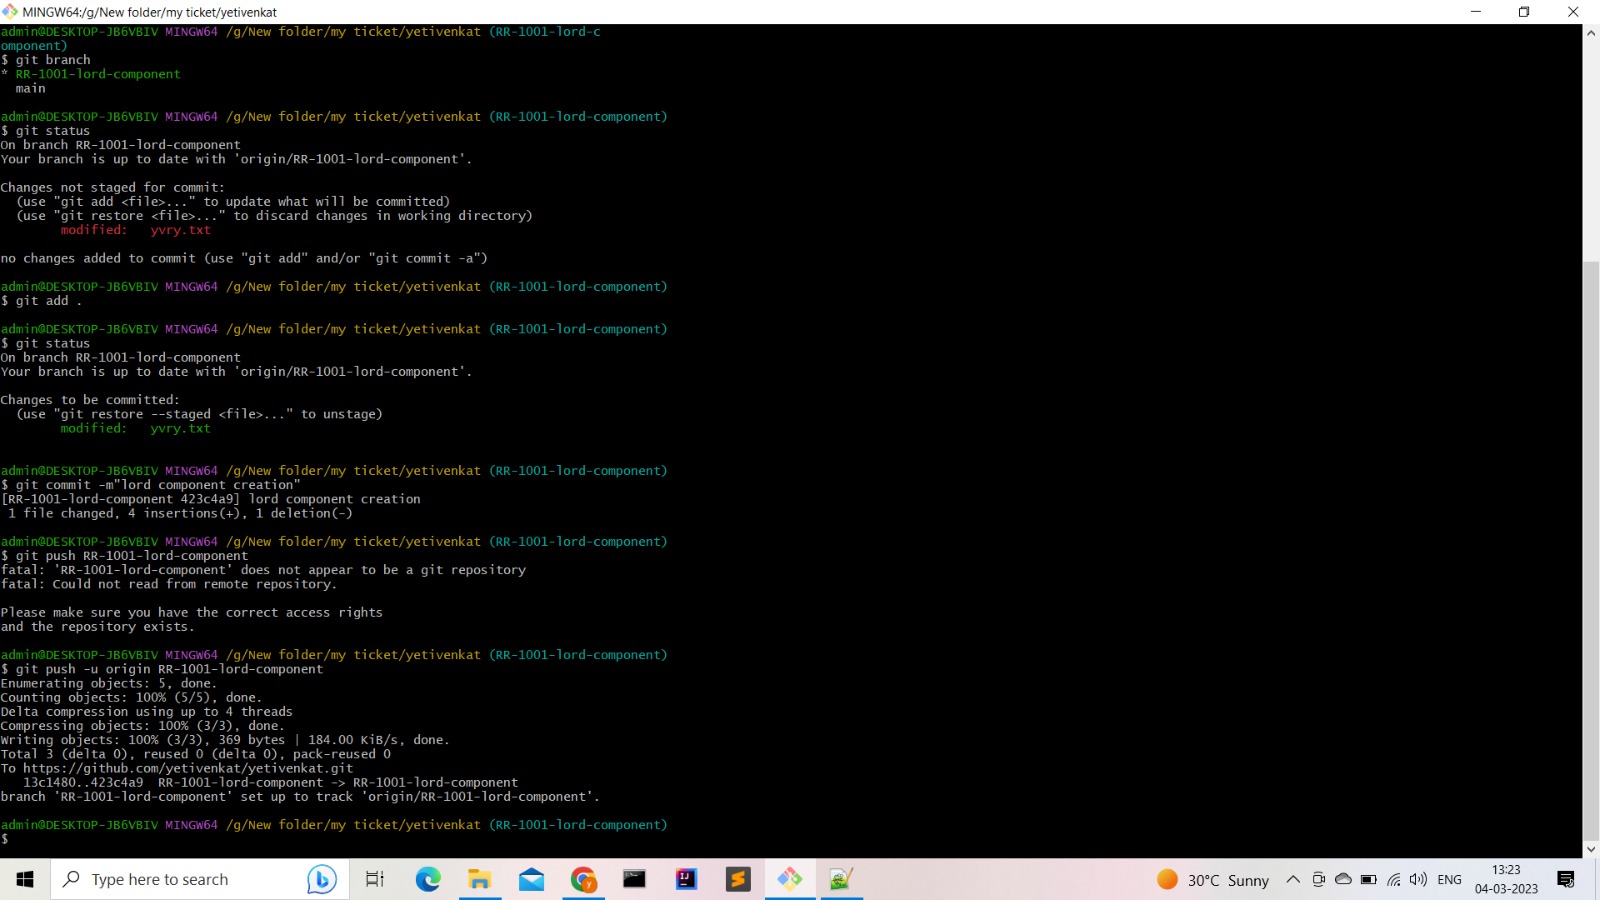 MINGW64:/g/New folder/my ticket/yetivenkat
admin@DESKTOP-JB6VBIV MINGW64 /g/New folder/my ticket/yetivenkat (RR-1001-lord-c
omponent)
$ git branch
* RR-1001-lord-component
main
admin@DESKTOP-JB6VBIV MINGW64 /g/New folder/my ticket/yetivenkat (RR-1001-lord-component)
$ git status
On branch RR-1001-lord-component
Your branch is up to date with 'origin/RR-1001-lord-component'.
Changes not staged for commit:
(use "git add <file>..." to update what will be committed)
(use "git restore <file>..." to discard changes in working directory)
modified:   yvry.txt
no changes added to commit (use "git add" and/or "git commit -a")
admin@DESKTOP-JB6VBIV MINGW64 /g/New folder/my ticket/yetivenkat (RR-1001-lord-component)
$ git add .
admin@DESKTOP-JB6VBIV MINGW64 /g/New folder/my ticket/yetivenkat (RR-1001-lord-component)
$ git status
On branch RR-1001-lord-component
Your branch is up to date with 'origin/RR-1001-lord-component'.
Changes to be committed:
(use "git restore --staged <file>..." to unstage)
modified:   yvry.txt
admin@DESKTOP-JB6VBIV MINGW64 /g/New folder/my ticket/yetivenkat (RR-1001-lord-component)
$ git commit -m"lord component creation"
[RR-1001-lord-component 423c4a9] lord component creation
1 file changed, 4 insertions(+), 1 deletion(-)
admin@DESKTOP-JB6VBIV MINGW64 /g/New folder/my ticket/yetivenkat (RR-1001-lord-component)
$ git push RR-1001-lord-component
fatal: 'RR-1001-lord-component' does not appear to be a git repository
fatal: Could not read from remote repository.
Please make sure you have the correct access rights
and the repository exists.
admin@DESKTOP-JB6VBIV MINGW64 /g/New folder/my ticket/yetivenkat (RR-1001-lord-component)
$ git push -u origin RR-1001-lord-component
Enumerating objects: 5, done.
Counting objects: 100% (5/5), done.
Delta compression using up to 4 threads
Compressing objects: 100% (3/3), done.
Writing objects: 100% (3/3), 369 bytes | 184.00 KiB/s, done.
Total 3 (delta 0), reused 0 (delta 0), pack-reused 0
To https://github.com/yetivenkat/yetivenkat.git
13c1480..423c4a9  RR-1001-lord-component -> RR-1001-lord-component
branch 'RR-1001-lord-component' set up to track 'origin/RR-1001-lord-component'.
admin@DESKTOP-JB6VBIV MINGW64 /g/New folder/my ticket/yetivenkat (RR-1001-lord-component)
$
Type here to search
30°C Sunny
ENG
13:23
04-03-2023